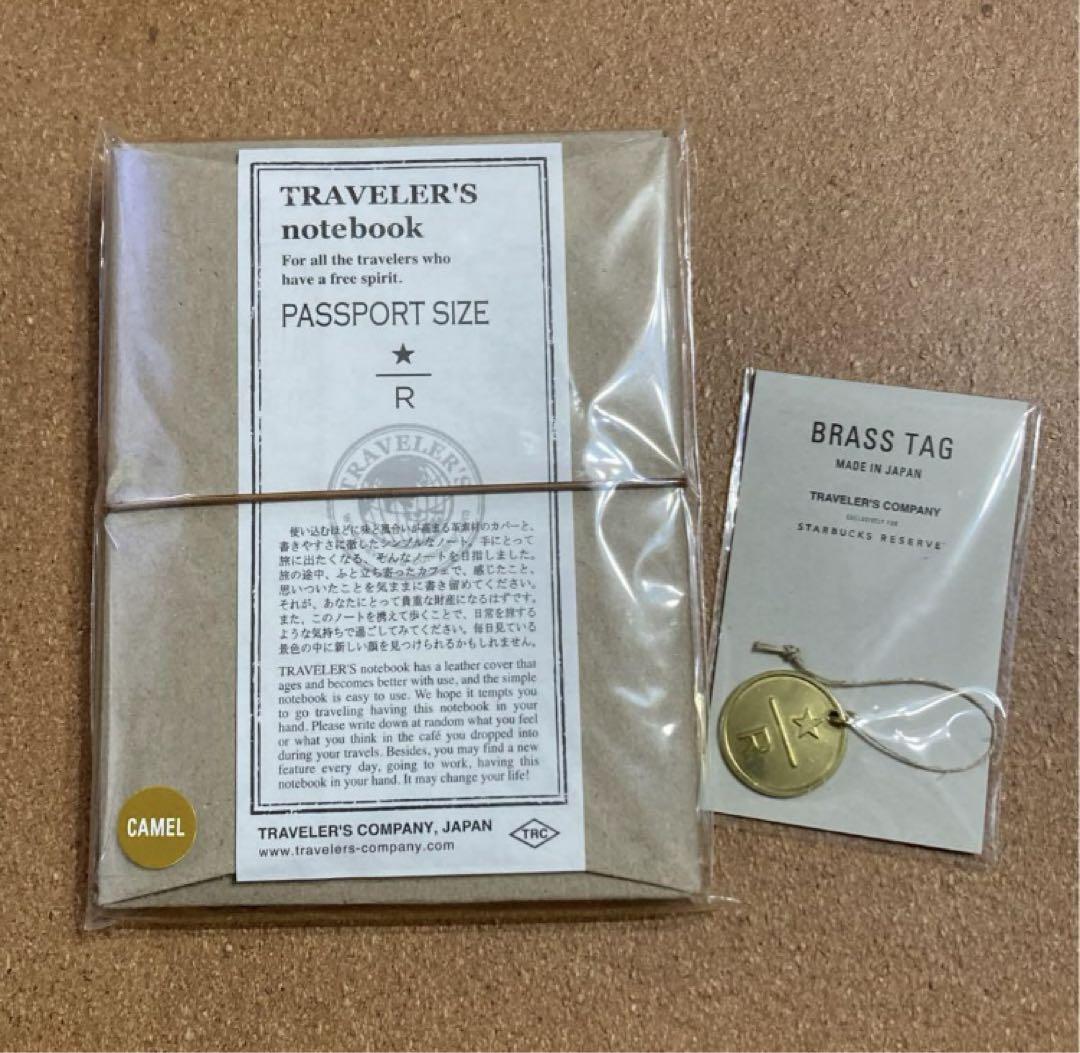 TRAVELER'S
notebook
For all the travelers who
have a free spirit.
PASSPORT SIZE
★
R
TRAVELER'S
使い込むほどに味と風合いが高まる革素材のカバーと、
書きやすさに徹したシンプルなノート。手にとって
旅に出たくなる、そんなノートを目指しました。
旅の途中、ふと立ち寄ったカフェで、感じたこと、
思いついたことを気ままに書き留めてください。
それが、あなたにとって貴重な財産になるはずです。
また、このノートを携えて歩くことで、日常を旅する
ような気持ちで過ごしてみてください。毎日見ている
景色の中に新しい顔を見つけられるかもしれません。
TRAVELER'S notebook has a leather cover that
ages and becomes better with use, and the simple
notebook is easy to use. We hope it tempts you
to go traveling having this notebook in your
hand. Please write down at random what you feel
or what you think in the café you dropped into
during your travels. Besides, you may find a new
feature every day, going to work, having this
notebook in your hand. It may change your life!
TRAVELER'S COMPANY, JAPAN
www.travelers-company.com
TRC
CAMEL
BRASS TAG
MADE IN JAPAN
TRAVELER'S COMPANY
EXCLUSIVELY FOR
STARBUCKS RESERVE
R